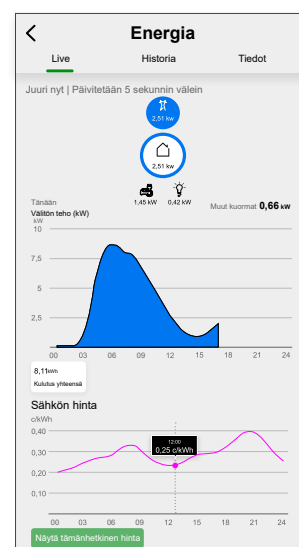 Energia
Live Historia Tiedot
Juuri nyt | Päivitetään 5 sekunnin välein
2,51 kw
2,51 kw
1,45 kW 0,42 kW
Muut kuormat 0,66 kW
Tänään
Välitön teho (kW)
kW
10
7,5
5
2,5
00 03 06 09 12 15 18 21 24
8,11kWh
Kulutus yhteensä
Sähkön hinta
c/kWh
0,40
12:00
0,25 c/kWh
0,30
0,20
0,10
00 03 06 09 12 15 18 21 24
Näytä tämänhetkinen hinta